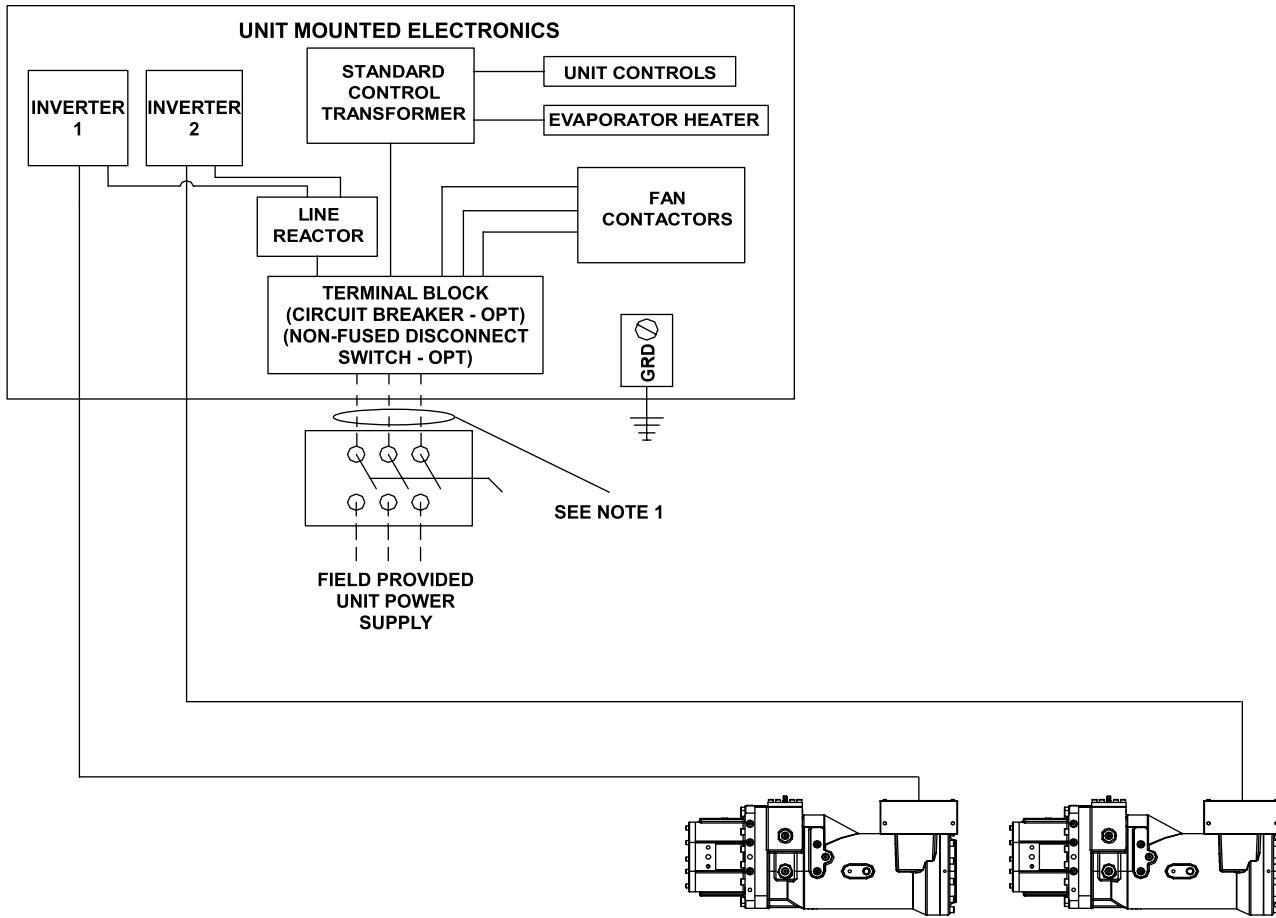 UNIT MOUNTED ELECTRONICS
INVERTER
1
INVERTER
2
STANDARD
CONTROL
TRANSFORMER
UNIT CONTROLS
EVAPORATOR HEATER
FAN
CONTACTORS
LINE
REACTOR
TERMINAL BLOCK
(CIRCUIT BREAKER - OPT)
(NON-FUSED DISCONNECT
SWITCH - OPT)
GRD
SEE NOTE 1
FIELD PROVIDED
UNIT POWER
SUPPLY